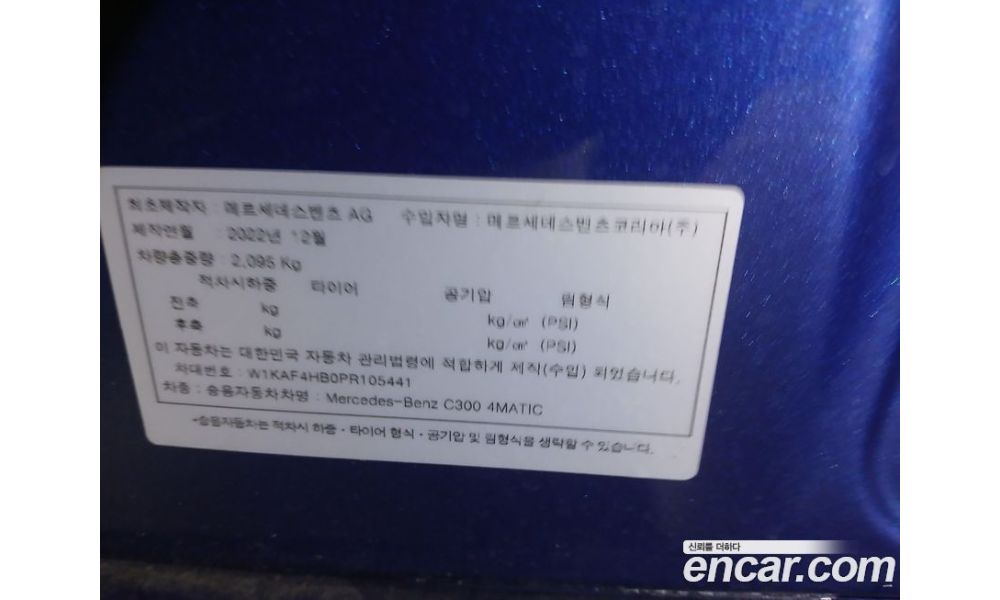 최초제작자 : 메르세데스벤츠 AG 수입자명 : 메르세데스벤츠코리아(주)
제작연월 : 2022년 12월
차량총중량 : 2,095 Kg
적차시하중 타이어 공기압 림형식
전축 kg kg/㎠ (PSI)
후축 kg kg/㎠ (PSI)
이 자동차는 대한민국 자동차 관리법령에 적합하게 제작(수입) 되었습니다.
차대번호 : W1KAF4HB0PR105441
차종 : 승용자동차차명 : Mercedes-Benz C300 4MATIC
*승용자동차는 적차시 하중 · 타이어 형식 · 공기압 및 림형식을 생략할 수 있습니다.
신뢰를 더하다
encar.com